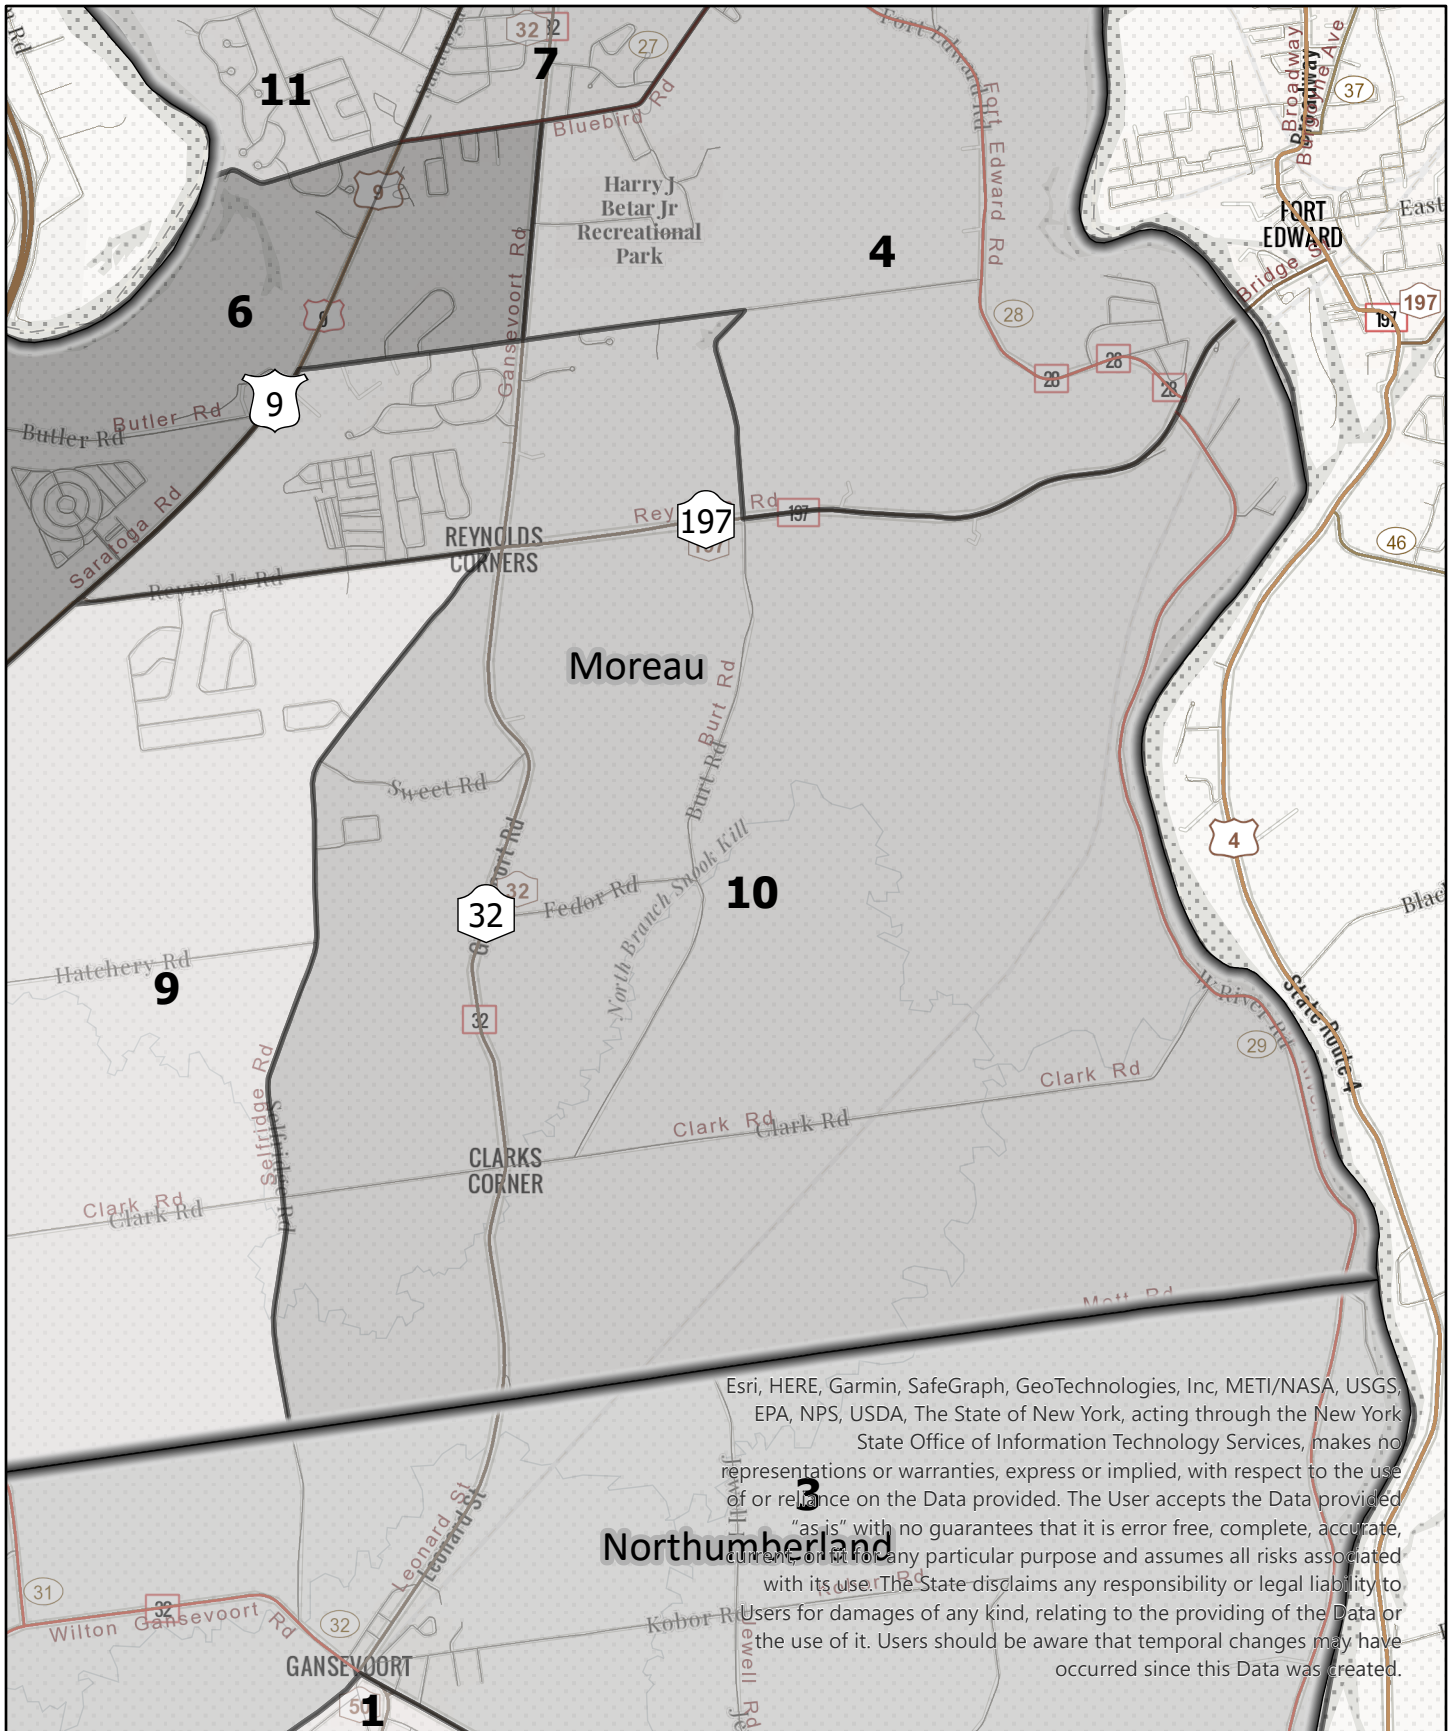 11
32
32
7
27
Bluebird Rd
Fort Edward Rd
Fort Edward Rd
Broadway
Broadway
Burgoyne Ave
37
9
Harry J
Betar Jr
Recreational
Park
4
FORT
EDWARD
East
Bridge St
197
197
6
9
Gansevoort Rd
28
28
28
28
9
Butler Rd
Butler Rd
Saratoga Rd
REYNOLDS
CORNERS
Rey
197
Rd
197
197
46
Reynolds Rd
Moreau
Burt Rd
Burt Rd
Sweet Rd
4
32
32
Fedor Rd
North Branch Snook Kill
10
Black
Hatchery Rd
9
32
W River Rd
State Route 4
29
Selfridge Rd
Selfridge Rd
Clark Rd
Clark Rd
Clark Rd
CLARKS
CORNER
Clark Rd
Clark Rd
Mott Rd
Esri, HERE, Garmin, SafeGraph, GeoTechnologies, Inc, METI/NASA, USGS,
EPA, NPS, USDA, The State of New York, acting through the New York
State Office of Information Technology Services, makes no
representations or warranties, express or implied, with respect to the use
of or reliance on the Data provided. The User accepts the Data provided
“as is” with no guarantees that it is error free, complete, accurate,
current, or fit for any particular purpose and assumes all risks associated
with its use. The State disclaims any responsibility or legal liability to
Users for damages of any kind, relating to the providing of the Data or
the use of it. Users should be aware that temporal changes may have
occurred since this Data was created.
3
Northumberland
Leonard St
Leonard St
31
32
Wilton Gansevoort Rd
32
Kobor Rd
Kobor Rd
Jewell Rd
GANSEVOORT
50
1